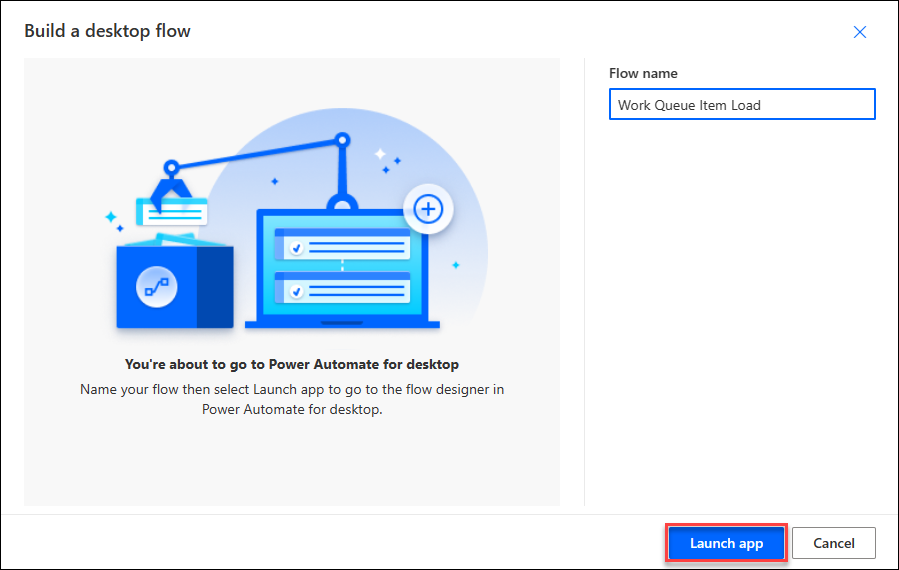 Build a desktop flow
Flow name
Work Queue Item Load
You're about to go to Power Automate for desktop
Name your flow then select Launch app to go to the flow designer in
Power Automate for desktop.
Launch app
Cancel